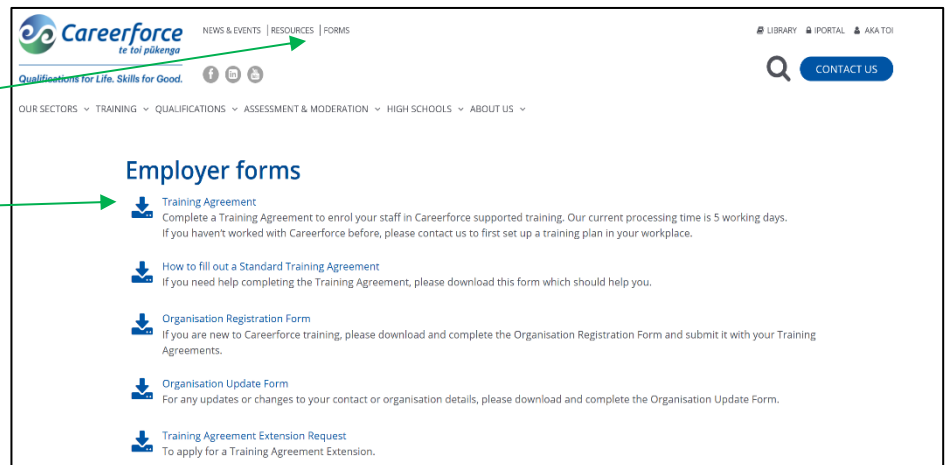 Careerforce
te toi pūkenga
Qualifications for Life. Skills for Good.
NEWS & EVENTS | RESOURCES | FORMS
LIBRARY IPORTAL AKA TOI
CONTACT US
OUR SECTORS TRAINING QUALIFICATIONS ASSESSMENT & MODERATION HIGH SCHOOLS ABOUT US
Employer forms
Training Agreement
Complete a Training Agreement to enrol your staff in Careerforce supported training. Our current processing time is 5 working days.
If you haven't worked with Careerforce before, please contact us to first set up a training plan in your workplace.
How to fill out a Standard Training Agreement
If you need help completing the Training Agreement, please download this form which should help you.
Organisation Registration Form
If you are new to Careerforce training, please download and complete the Organisation Registration Form and submit it with your Training
Agreements.
Organisation Update Form
For any updates or changes to your contact or organisation details, please download and complete the Organisation Update Form.
Training Agreement Extension Request
To apply for a Training Agreement Extension.